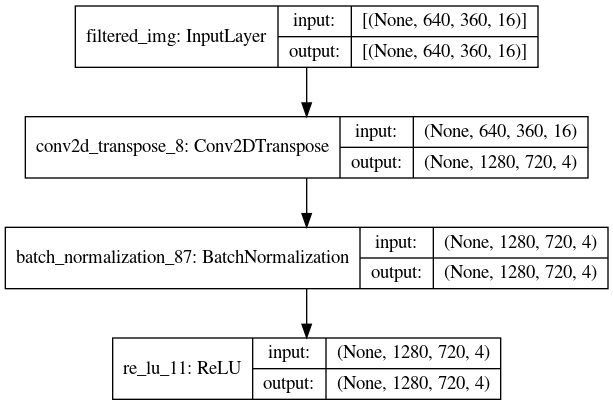 filtered_img: InputLayer
input: [(None, 640, 360, 16)]
output: [(None, 640, 360, 16)]
conv2d_transpose_8: Conv2DTranspose
input: (None, 640, 360, 16)
output: (None, 1280, 720, 4)
batch_normalization_87: BatchNormalization
input: (None, 1280, 720, 4)
output: (None, 1280, 720, 4)
re_lu_11: ReLU
input: (None, 1280, 720, 4)
output: (None, 1280, 720, 4)